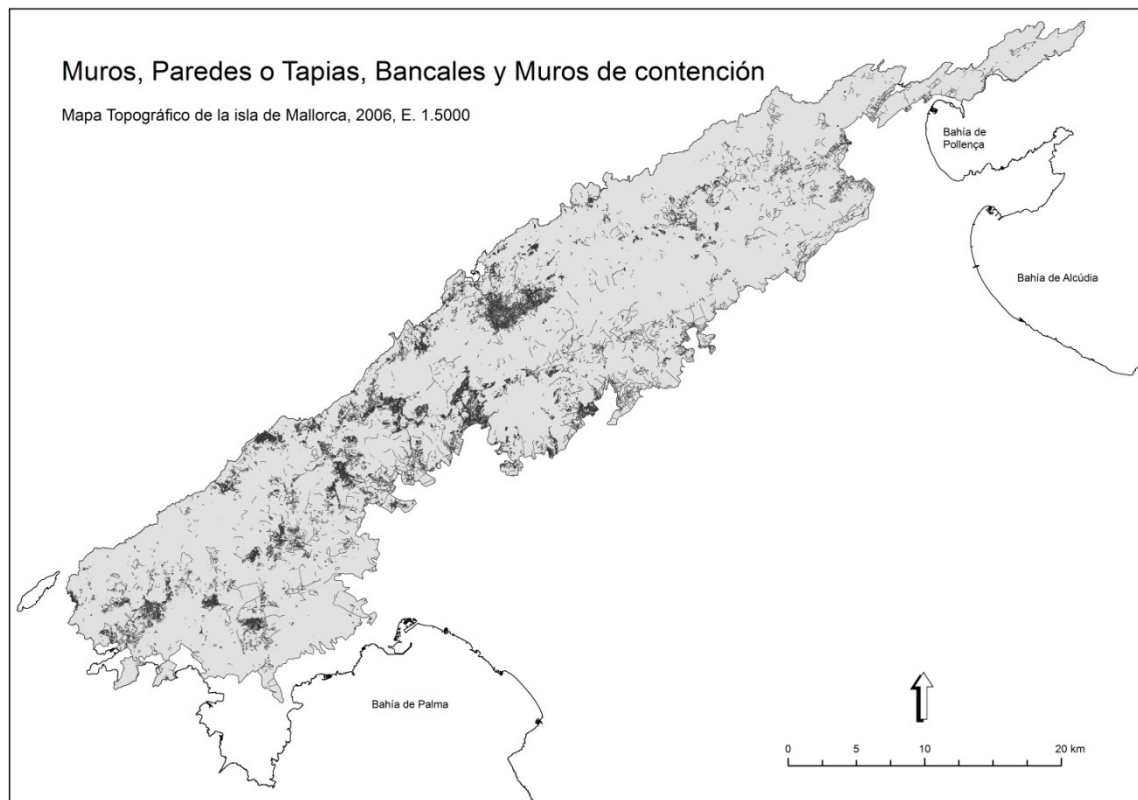 Muros, Paredes o Tapias, Bancales y Muros de contención
Mapa Topográfico de la isla de Mallorca, 2006, E. 1.5000
Bahía de
Pollença
Bahía de Alcúdia
Bahía de Palma
0 5 10 20 km